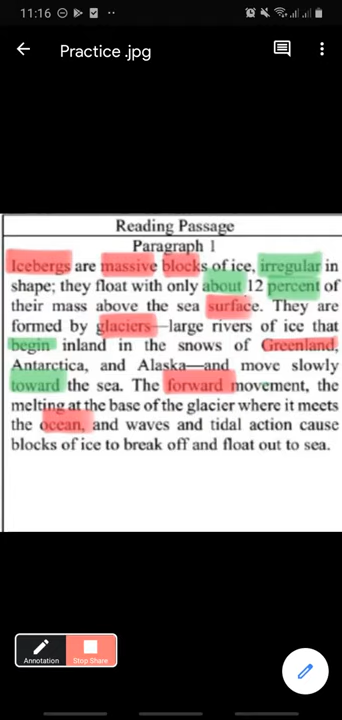 11:16
Practice .jpg
Reading Passage
Paragraph 1
Icebergs are massive blocks of ice, irregular in
shape; they float with only about 12 percent of
their mass above the sea surface. They are
formed by glaciers—large rivers of ice that
begin inland in the snows of Greenland,
Antarctica, and Alaska—and move slowly
toward the sea. The forward movement, the
melting at the base of the glacier where it meets
the ocean, and waves and tidal action cause
blocks of ice to break off and float out to sea.
Annotation
Stop Share